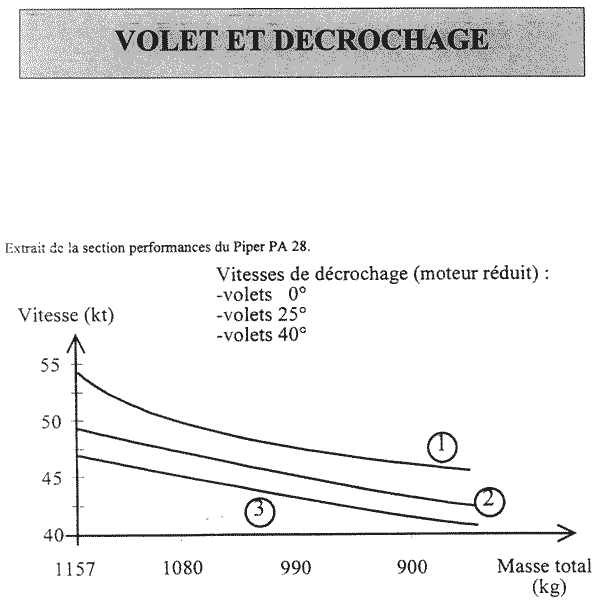 VOLET ET DECROCHAGE
Extrait de la section performances du Piper PA 28.
Vitesses de décrochage (moteur réduit) :
-volets 0°
-volets 25°
-volets 40°
Vitesse (kt)
55
50
45
40
1
2
3
1157 1080 990 900 Masse total
(kg)